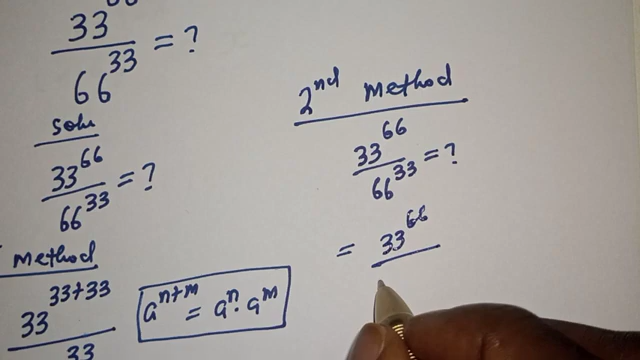 33^66
/ 66^33 = ?
Soln
33^66 / 66^33 = ?
Method
33^33+33
33
a^n+m = a^n · a^m
2nd Method
33^66 / 66^33 = ?
= 33^66